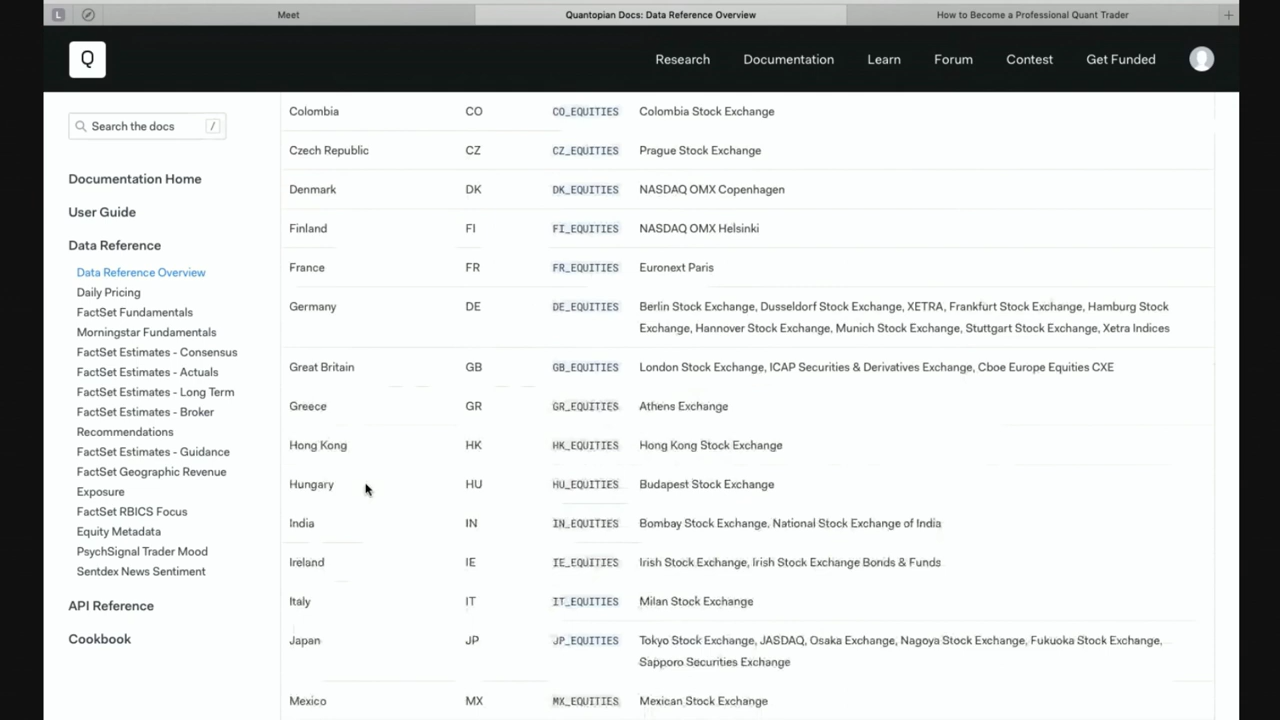 L
Meet
Quantopian Docs: Data Reference Overview
How to Become a Professional Quant Trader
+
Q
Research
Documentation
Learn
Forum
Contest
Get Funded
Search the docs /
Documentation Home
User Guide
Data Reference
Data Reference Overview
Daily Pricing
FactSet Fundamentals
Morningstar Fundamentals
FactSet Estimates - Consensus
FactSet Estimates - Actuals
FactSet Estimates - Long Term
FactSet Estimates - Broker
Recommendations
FactSet Estimates - Guidance
FactSet Geographic Revenue
Exposure
FactSet RBICS Focus
Equity Metadata
PsychSignal Trader Mood
Sentdex News Sentiment
API Reference
Cookbook
Colombia CO CO_EQUITIES Colombia Stock Exchange
Czech Republic CZ CZ_EQUITIES Prague Stock Exchange
Denmark DK DK_EQUITIES NASDAQ OMX Copenhagen
Finland FI FI_EQUITIES NASDAQ OMX Helsinki
France FR FR_EQUITIES Euronext Paris
Germany DE DE_EQUITIES Berlin Stock Exchange, Dusseldorf Stock Exchange, XETRA, Frankfurt Stock Exchange, Hamburg Stock
Exchange, Hannover Stock Exchange, Munich Stock Exchange, Stuttgart Stock Exchange, Xetra Indices
Great Britain GB GB_EQUITIES London Stock Exchange, ICAP Securities & Derivatives Exchange, Cboe Europe Equities CXE
Greece GR GR_EQUITIES Athens Exchange
Hong Kong HK HK_EQUITIES Hong Kong Stock Exchange
Hungary HU HU_EQUITIES Budapest Stock Exchange
India IN IN_EQUITIES Bombay Stock Exchange, National Stock Exchange of India
Ireland IE IE_EQUITIES Irish Stock Exchange, Irish Stock Exchange Bonds & Funds
Italy IT IT_EQUITIES Milan Stock Exchange
Japan JP JP_EQUITIES Tokyo Stock Exchange, JASDAQ, Osaka Exchange, Nagoya Stock Exchange, Fukuoka Stock Exchange,
Sapporo Securities Exchange
Mexico MX MX_EQUITIES Mexican Stock Exchange